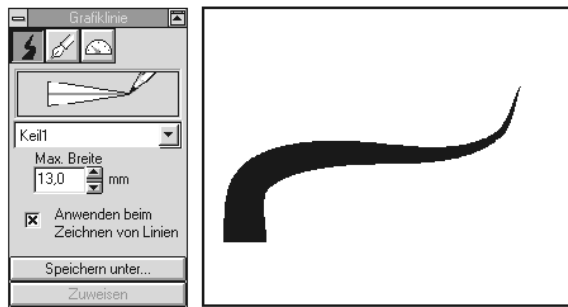 Grafiklinie
Keil1
Max. Breite
13,0 mm
Anwenden beim
Zeichnen von Linien
Speichern unter...
Zuweisen